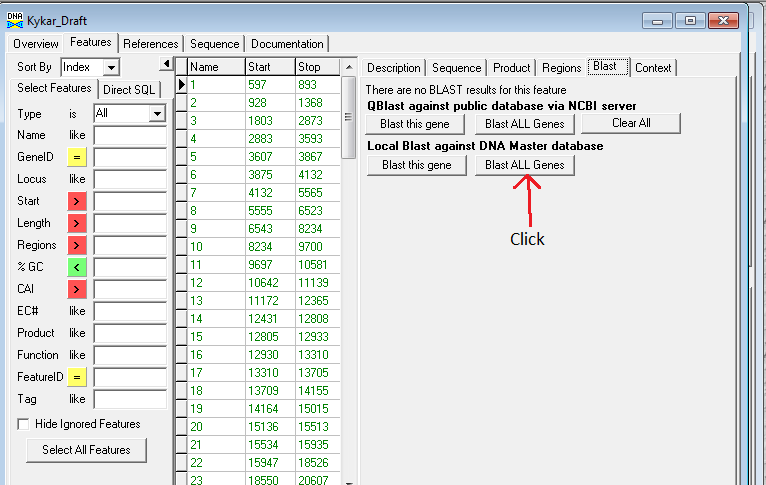 DNA Kykar_Draft
Overview Features References Sequence Documentation
Sort By Index
Select Features Direct SQL
Type is All
Name like
GeneID =
Locus like
Start >
Length >
Regions >
% GC <
CAI >
EC# like
Product like
Function like
FeatureID =
Tag like
Hide Ignored Features
Select All Features
Name Start Stop
1 597 893
2 928 1368
3 1803 2873
4 2883 3593
5 3607 3867
6 3875 4132
7 4132 5565
8 5555 6523
9 6543 8234
10 8234 9700
11 9697 10581
12 10642 11139
13 11172 12365
14 12431 12808
15 12805 12933
16 12930 13310
17 13310 13705
18 13709 14155
19 14164 15015
20 15136 15513
21 15534 15935
22 15947 18526
23 18550 20607
Description Sequence Product Regions Blast Context
There are no BLAST results for this feature
QBlast against public database via NCBI server
Blast this gene Blast ALL Genes Clear All
Local Blast against DNA Master database
Blast this gene Blast ALL Genes
Click